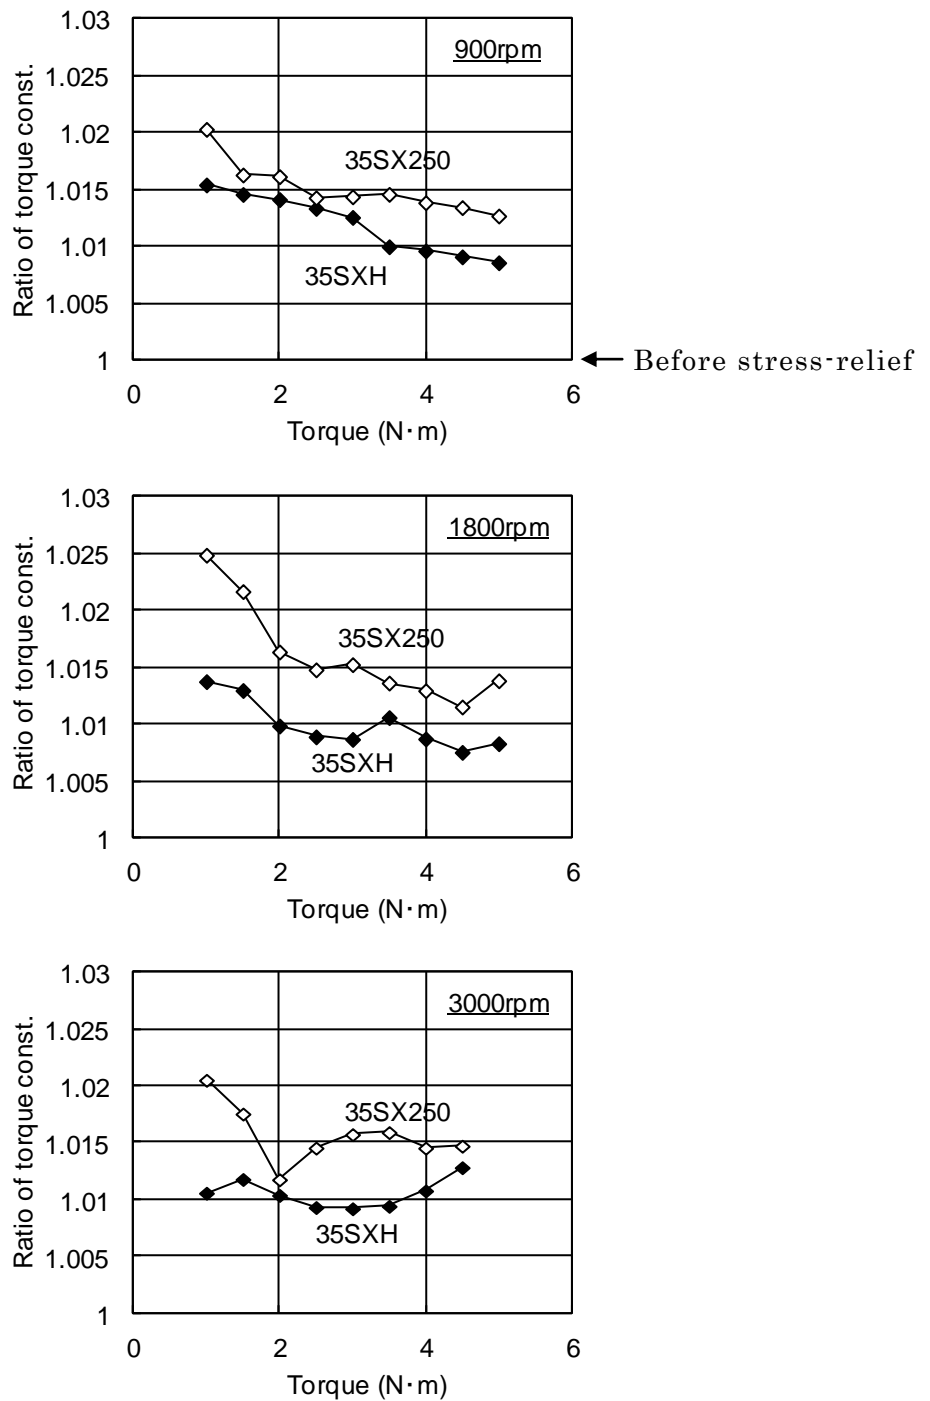 1.03
900rpm
1.025
1.02
35SX250
1.015
1.01
35SXH
1.005
1
Before stress-relief
0 2 4 6
Torque (N·m)
Ratio of torque const.
1.03
1800rpm
1.025
1.02
35SX250
1.015
1.01
35SXH
1.005
1
0 2 4 6
Torque (N·m)
Ratio of torque const.
1.03
3000rpm
1.025
1.02
35SX250
1.015
1.01
35SXH
1.005
1
0 2 4 6
Torque (N·m)
Ratio of torque const.